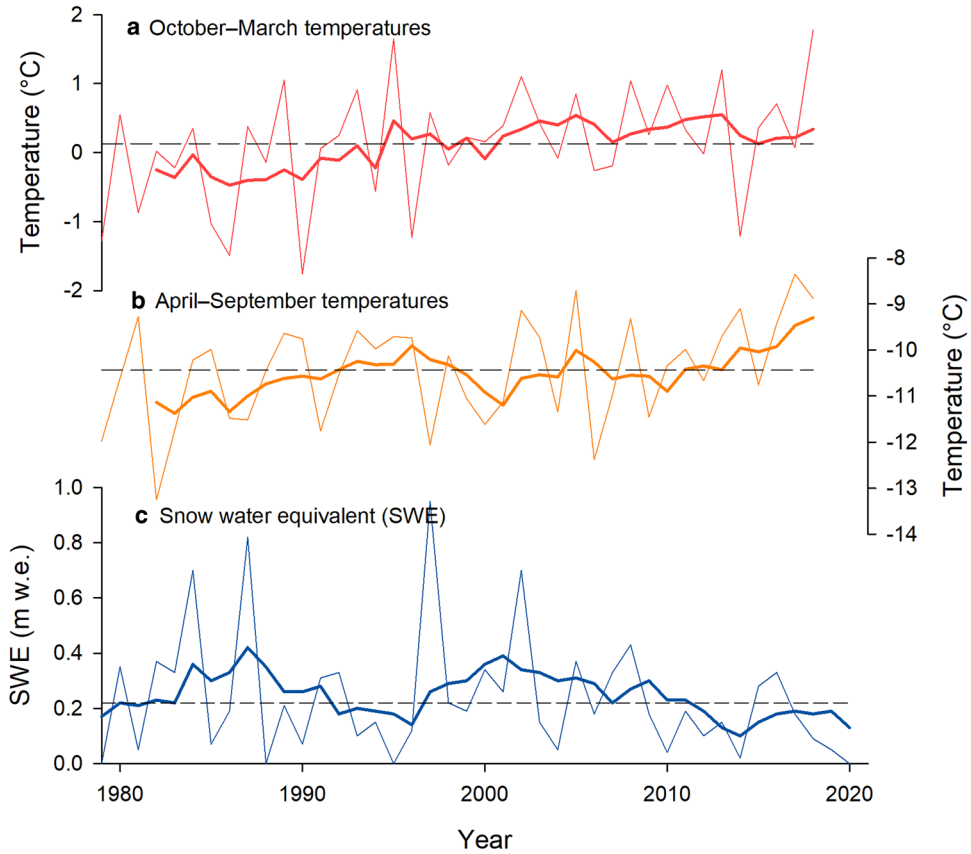 a October–March temperatures
Temperature (°C)
2
1
0
-1
-2
b April–September temperatures
Temperature (°C)
-8
-9
-10
-11
-12
-13
-14
c Snow water equivalent (SWE)
SWE (m w.e.)
1.0
0.8
0.6
0.4
0.2
0.0
1980 1990 2000 2010 2020
Year